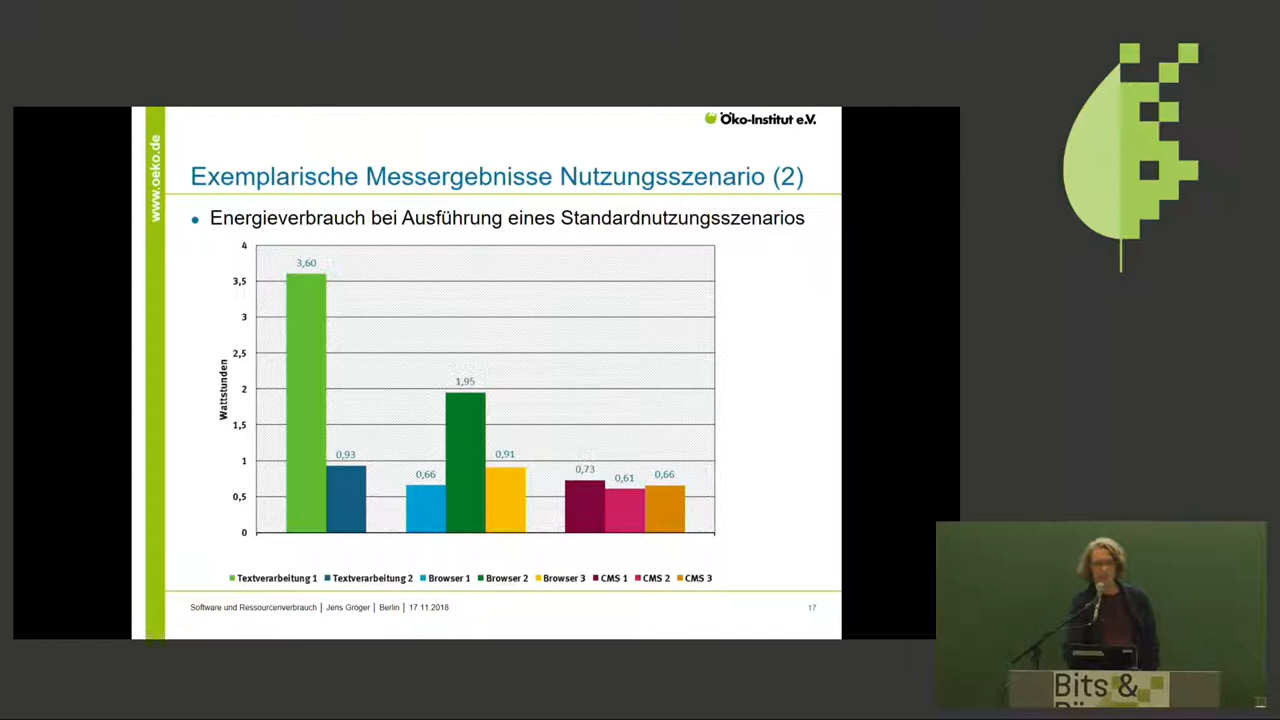 Öko-Institut e.V.
www.oeko.de
Exemplarische Messergebnisse Nutzungsszenario (2)
• Energieverbrauch bei Ausführung eines Standardnutzungsszenarios
Wattstunden
4
3,5
3
2,5
2
1,5
1
0,5
0
3,60
0,93
0,66
1,95
0,91
0,73
0,61
0,66
Textverarbeitung 1 Textverarbeitung 2 Browser 1 Browser 2 Browser 3 CMS 1 CMS 2 CMS 3
Software und Ressourcenverbrauch | Jens Gröger | Berlin | 17 11.2018
17
Bits &